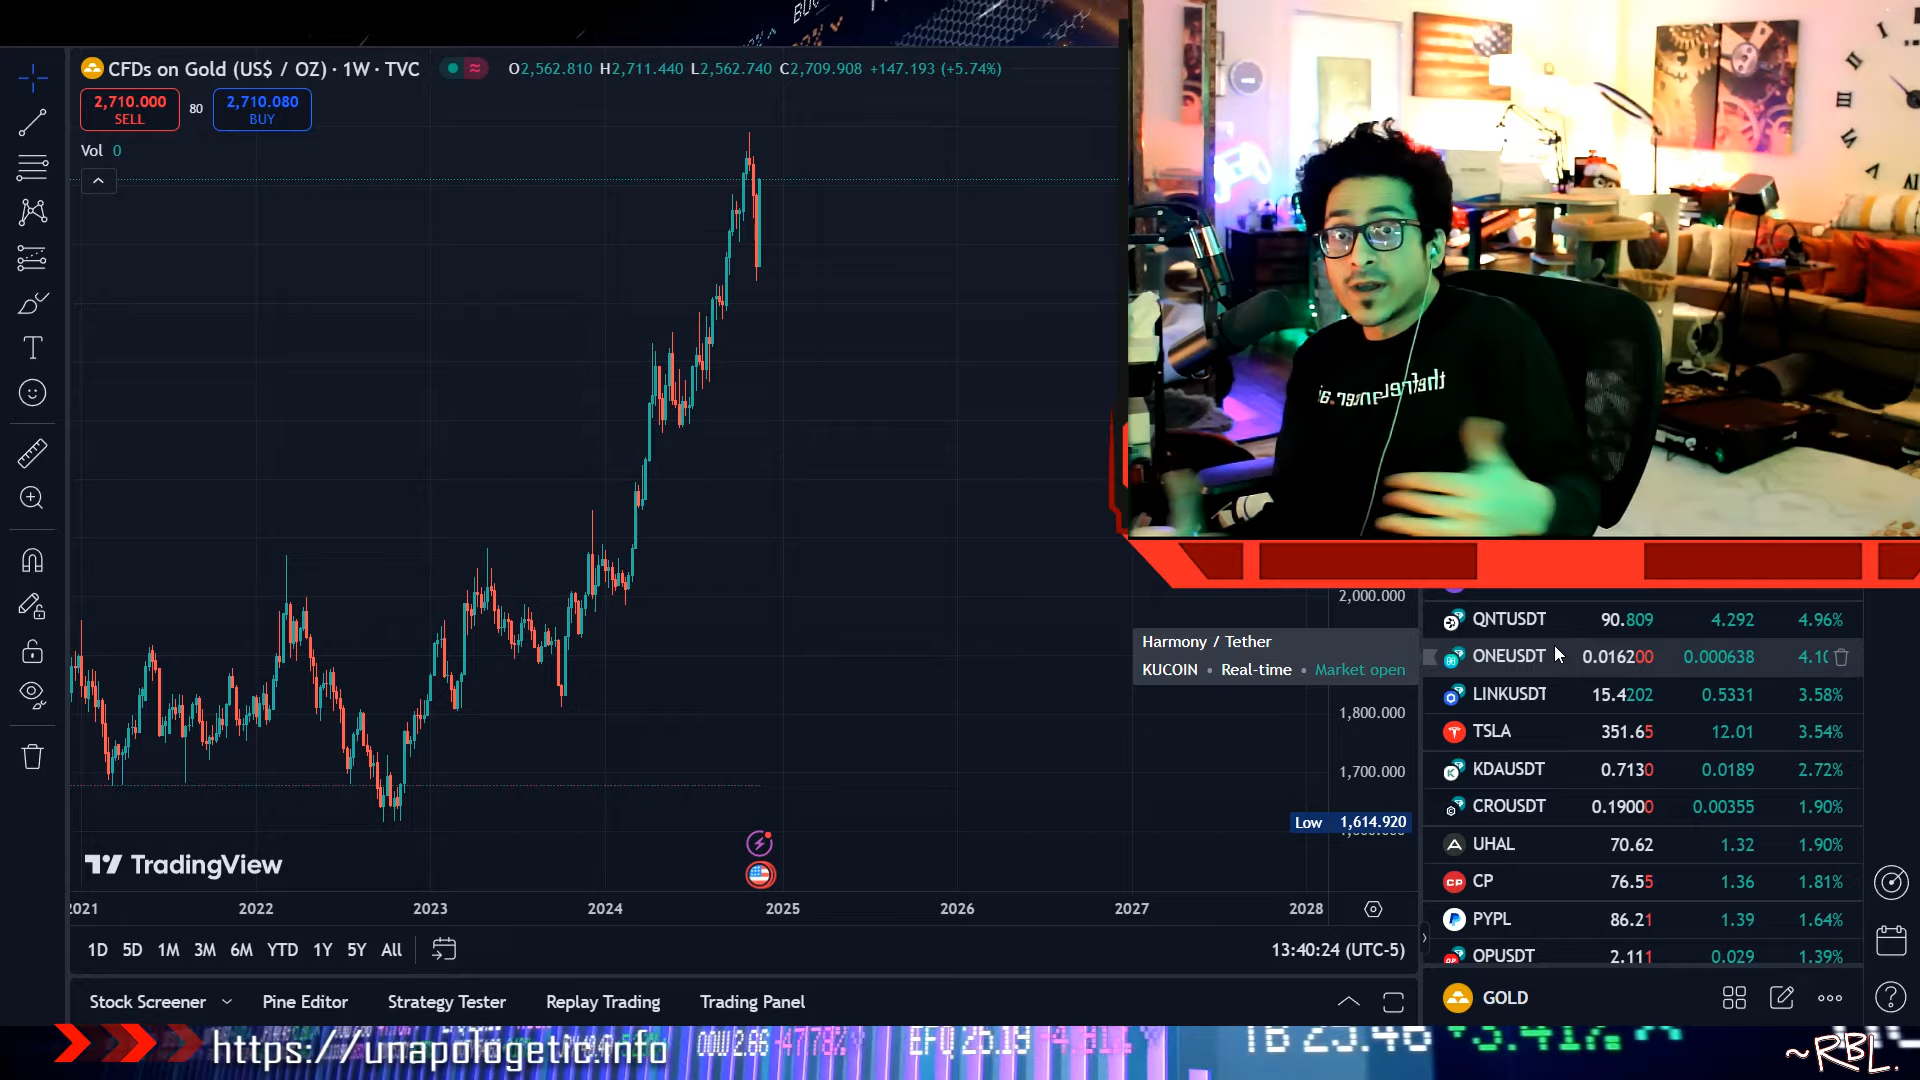 CFDs on Gold (US$ / OZ) · 1W · TVC
O2,562.810 H2,711.440 L2,562.740 C2,709.908 +147.193 (+5.74%)
2,710.000
SELL
80
2,710.080
BUY
Vol 0
thefreelancer.ai
2,000.000
1,800.000
1,700.000
Low 1,614.920
Harmony / Tether
KUCOIN • Real-time • Market open
QNTUSDT 90.809 4.292 4.96%
ONEUSDT 0.016200 0.000638 4.10
LINKUSDT 15.4202 0.5331 3.58%
TSLA 351.65 12.01 3.54%
KDAUSDT 0.7130 0.0189 2.72%
CROUSDT 0.19000 0.00355 1.90%
UHAL 70.62 1.32 1.90%
CP 76.55 1.36 1.81%
PYPL 86.21 1.39 1.64%
OPUSDT 2.111 0.029 1.39%
TradingView
2021 2022 2023 2024 2025 2026 2027 2028
1D 5D 1M 3M 6M YTD 1Y 5Y All
13:40:24 (UTC-5)
Stock Screener Pine Editor Strategy Tester Replay Trading Trading Panel
GOLD
https://unapologetic.info
~RBL.